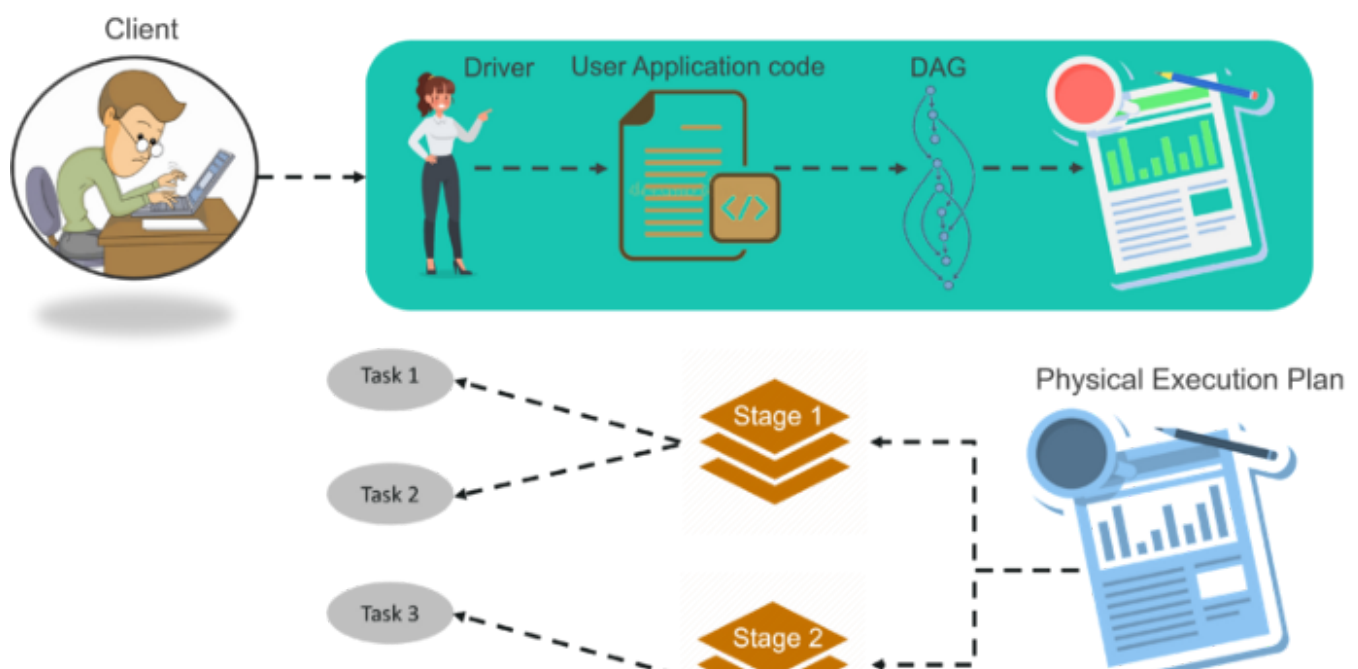 Client
Driver
User Application code
DAG
</>
Task 1
Stage 1
Physical Execution Plan
Task 2
Task 3
Stage 2